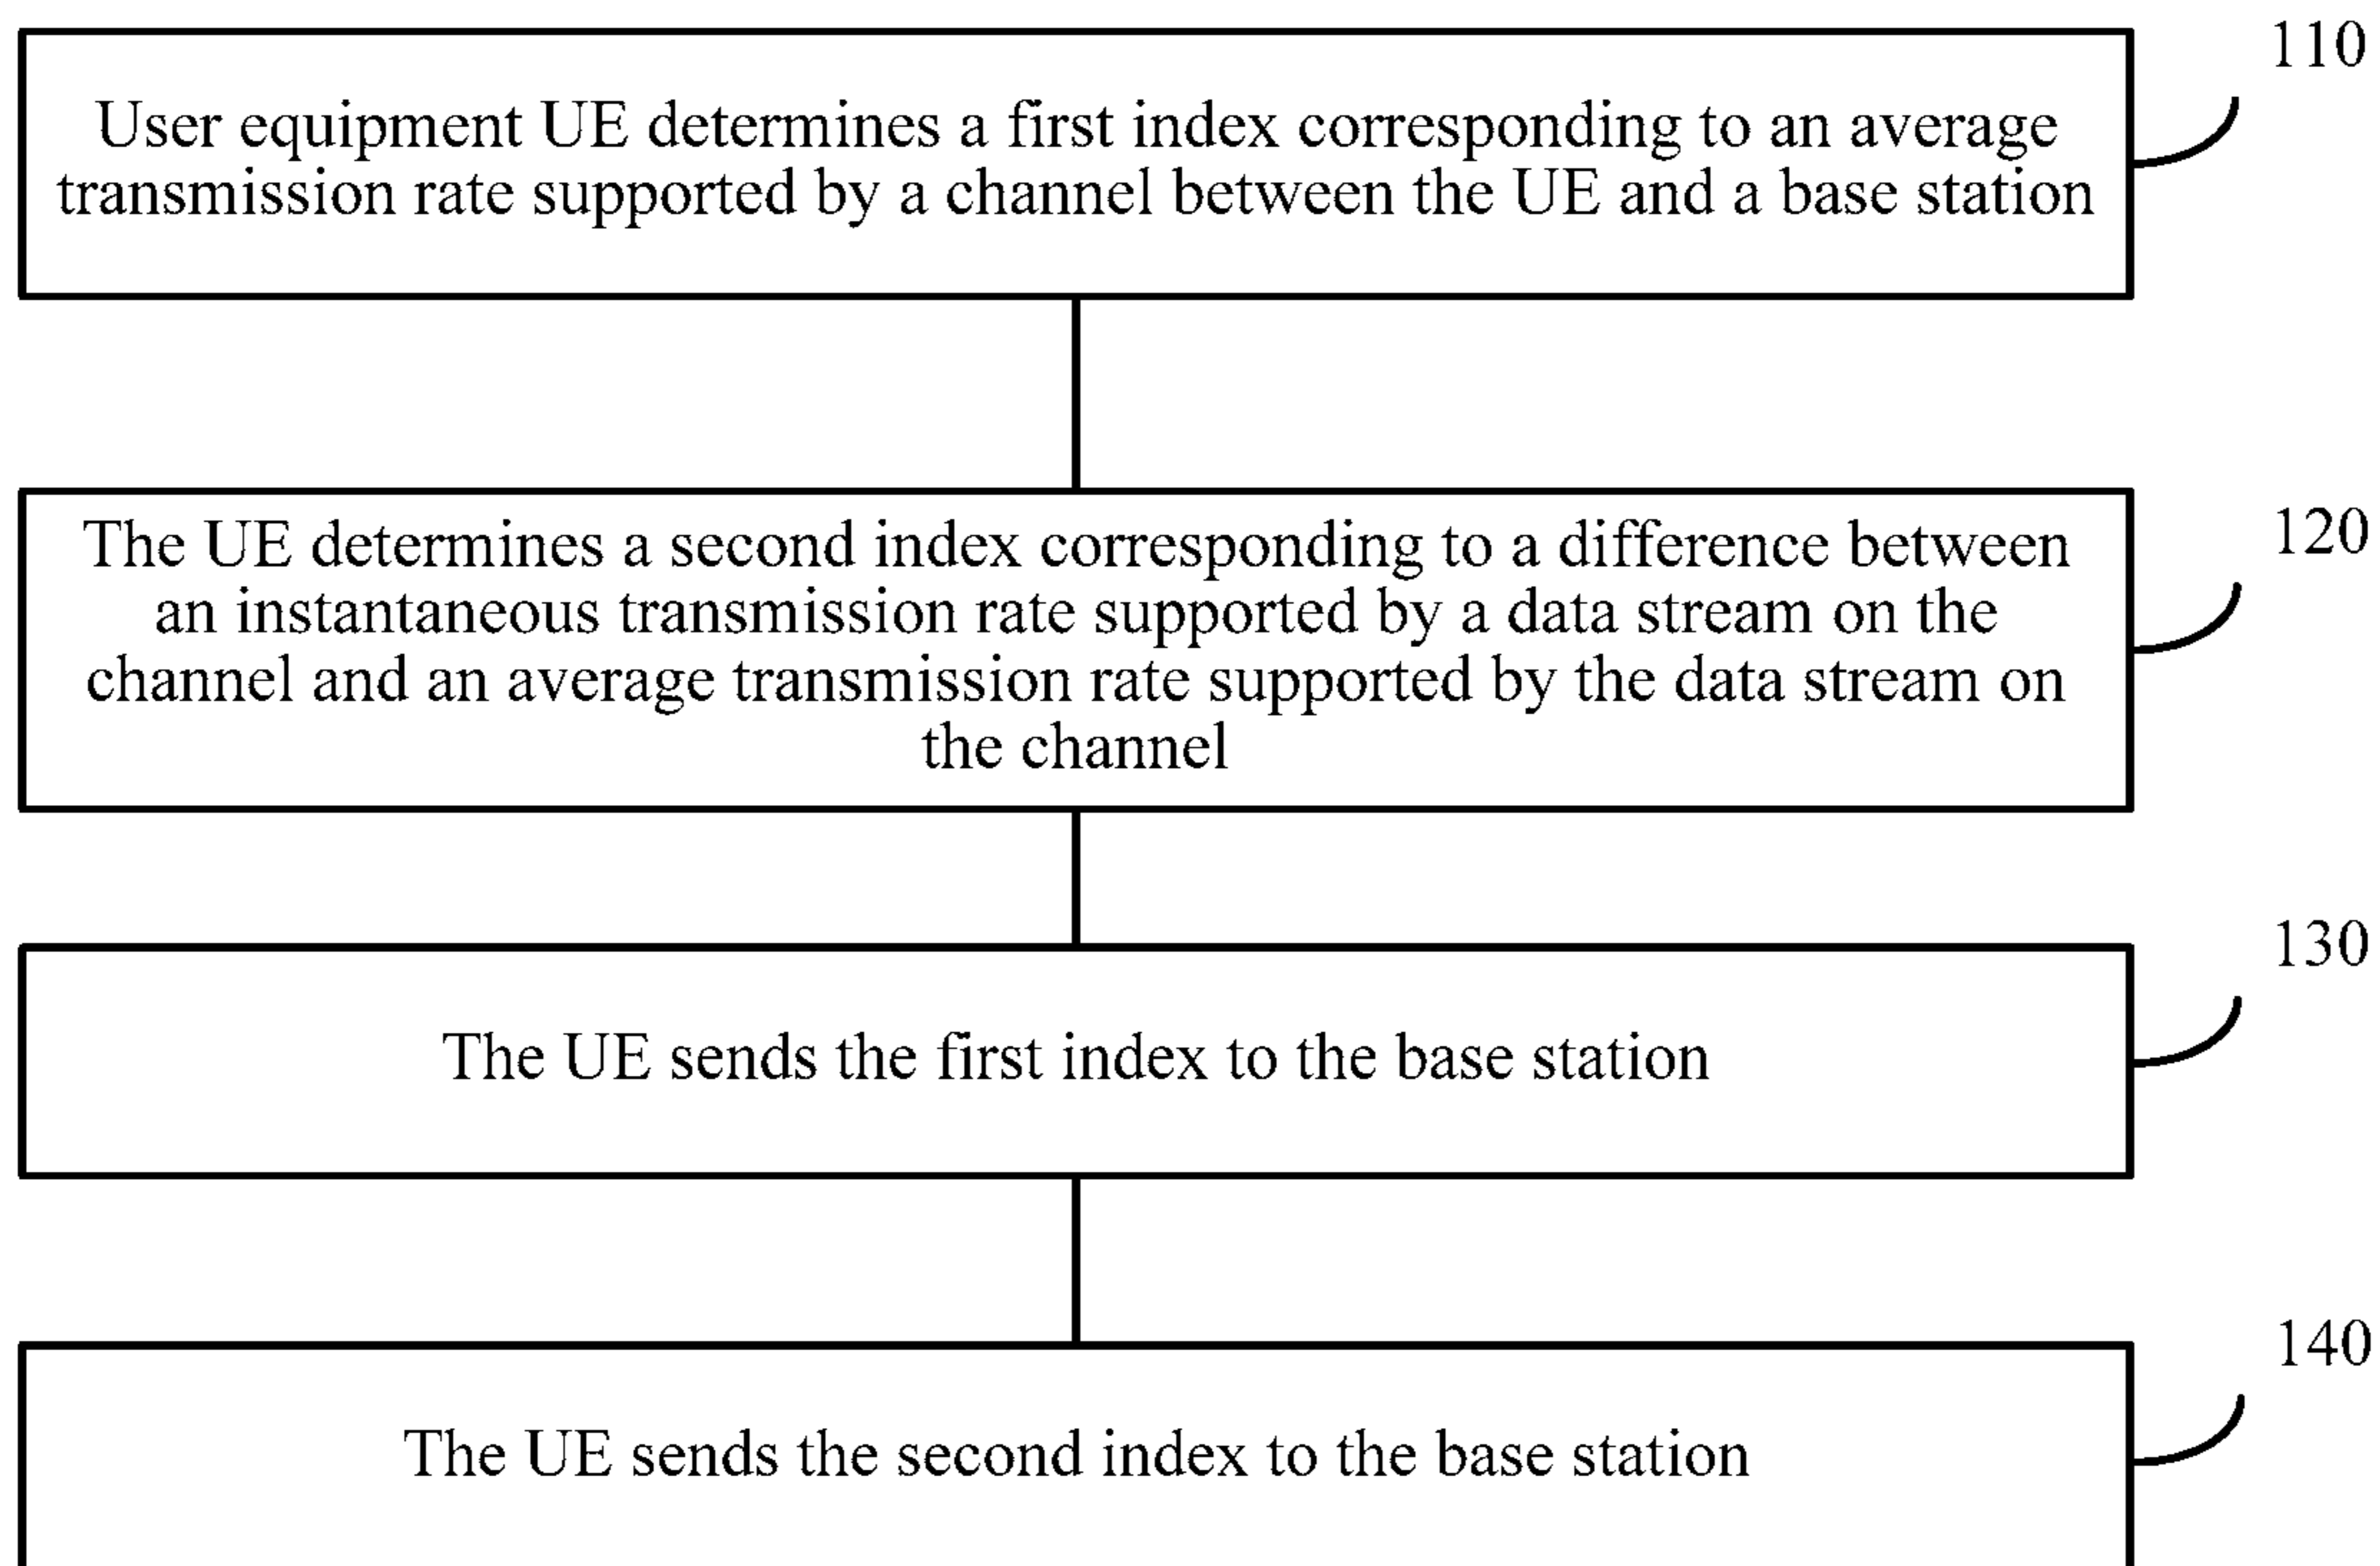 110
User equipment UE determines a first index corresponding to an average
transmission rate supported by a channel between the UE and a base station
120
The UE determines a second index corresponding to a difference between
an instantaneous transmission rate supported by a data stream on the
channel and an average transmission rate supported by the data stream on
the channel
130
The UE sends the first index to the base station
140
The UE sends the second index to the base station